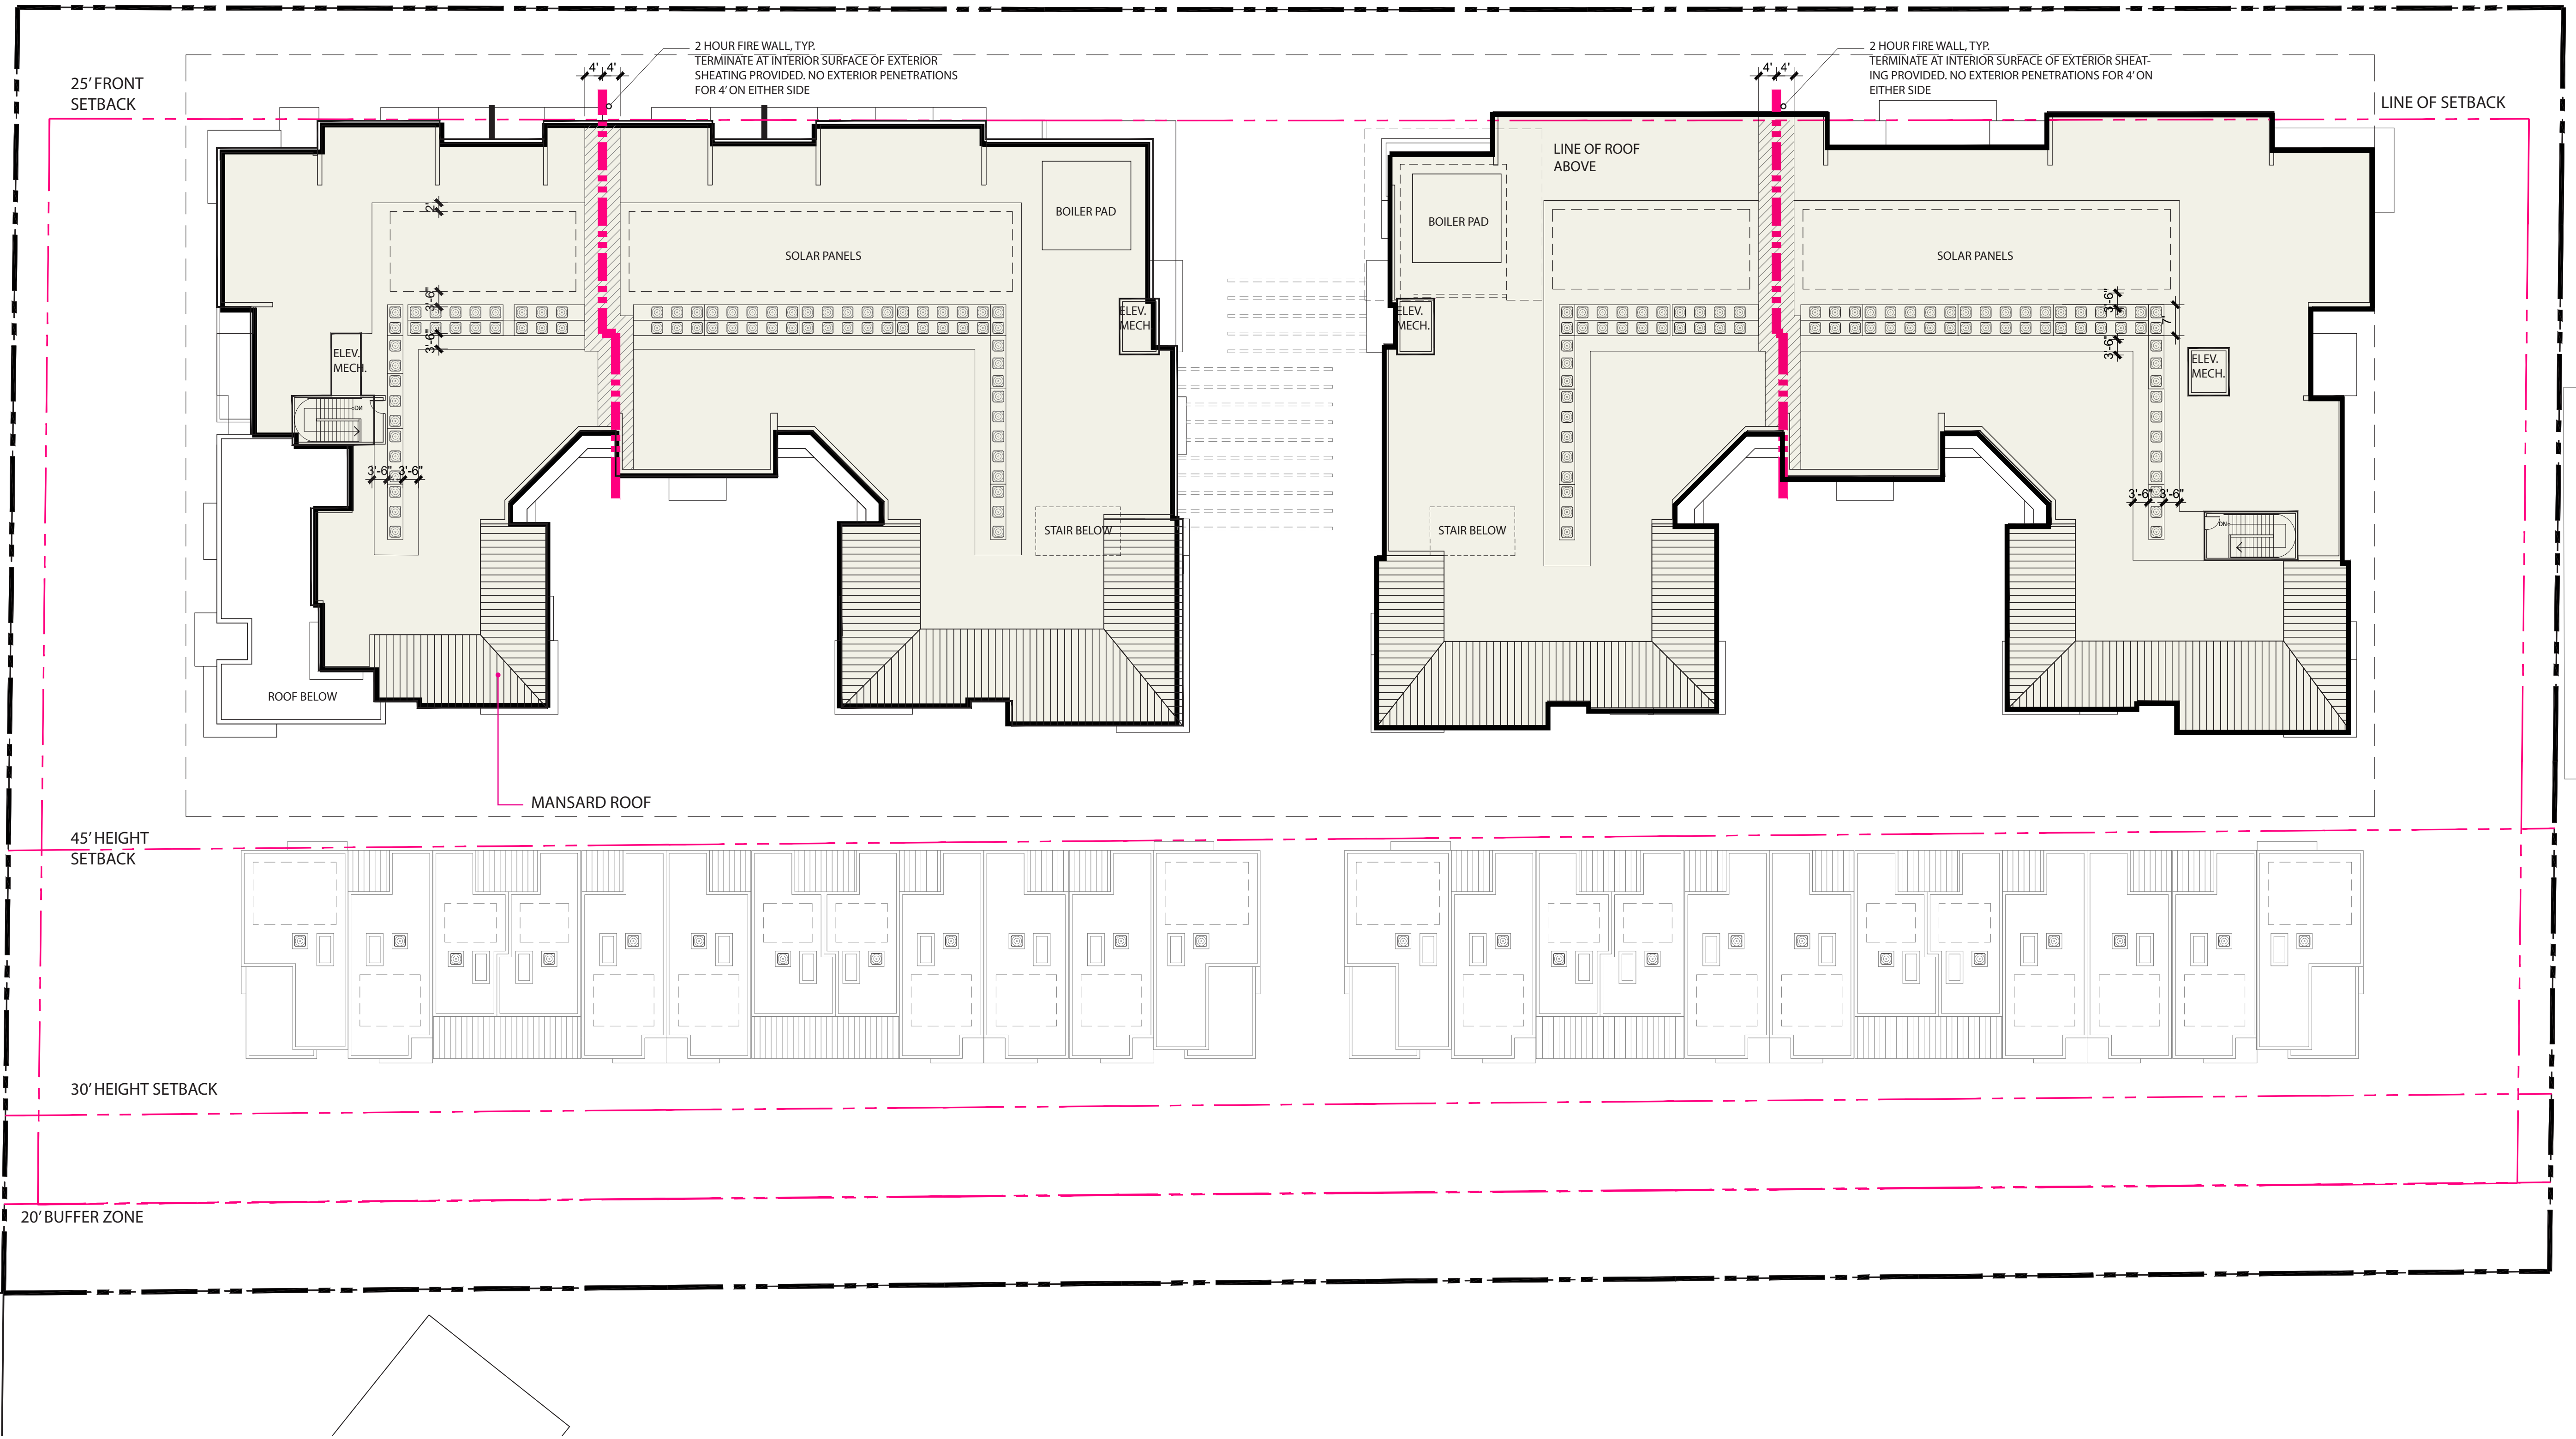 2 HOUR FIRE WALL, TYP.
TERMINATE AT INTERIOR SURFACE OF EXTERIOR
SHEATING PROVIDED. NO EXTERIOR PENETRATIONS
FOR 4' ON EITHER SIDE
2 HOUR FIRE WALL, TYP.
TERMINATE AT INTERIOR SURFACE OF EXTERIOR SHEAT-
ING PROVIDED. NO EXTERIOR PENETRATIONS FOR 4' ON
EITHER SIDE
4' 4'
4' 4'
25' FRONT
SETBACK
LINE OF SETBACK
LINE OF ROOF
ABOVE
2'
BOILER PAD
BOILER PAD
SOLAR PANELS
SOLAR PANELS
3'-6"
3'-6"
3'-6"
3'-6"
7'
ELEV.
MECH.
ELEV.
MECH.
ELEV.
MECH.
ELEV.
MECH.
DN
3'-6" 3'-6"
3'-6" 3'-6"
DN
STAIR BELOW
STAIR BELOW
ROOF BELOW
MANSARD ROOF
45' HEIGHT
SETBACK
30' HEIGHT SETBACK
20' BUFFER ZONE